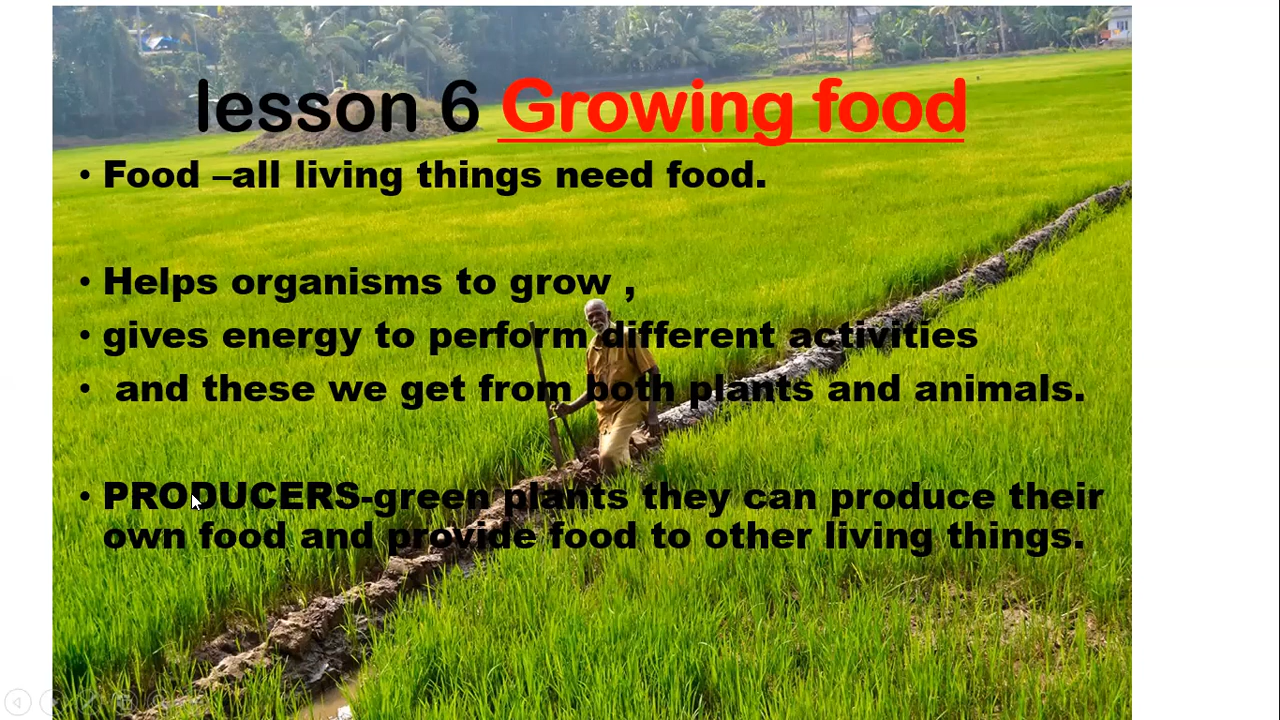 lesson 6 Growing food
• Food –all living things need food.
• Helps organisms to grow ,
• gives energy to perform different activities
• and these we get from both plants and animals.
• PRODUCERS-green plants they can produce their
own food and provide food to other living things.